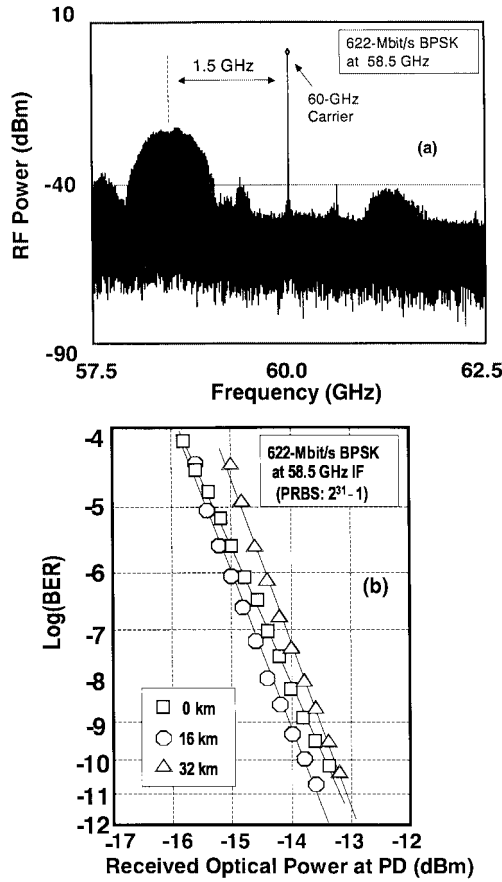 10
622-Mbit/s BPSK
at 58.5 GHz
1.5 GHz
60-GHz
Carrier
(a)
RF Power (dBm)
-40
-90
57.5
60.0
62.5
Frequency (GHz)
-4
622-Mbit/s BPSK
at 58.5 GHz IF
(PRBS: 2³¹-1)
-5
-6
(b)
Log(BER)
-7
-8
0 km
16 km
32 km
-9
-10
-11
-12
-17
-16
-15
-14
-13
-12
Received Optical Power at PD (dBm)